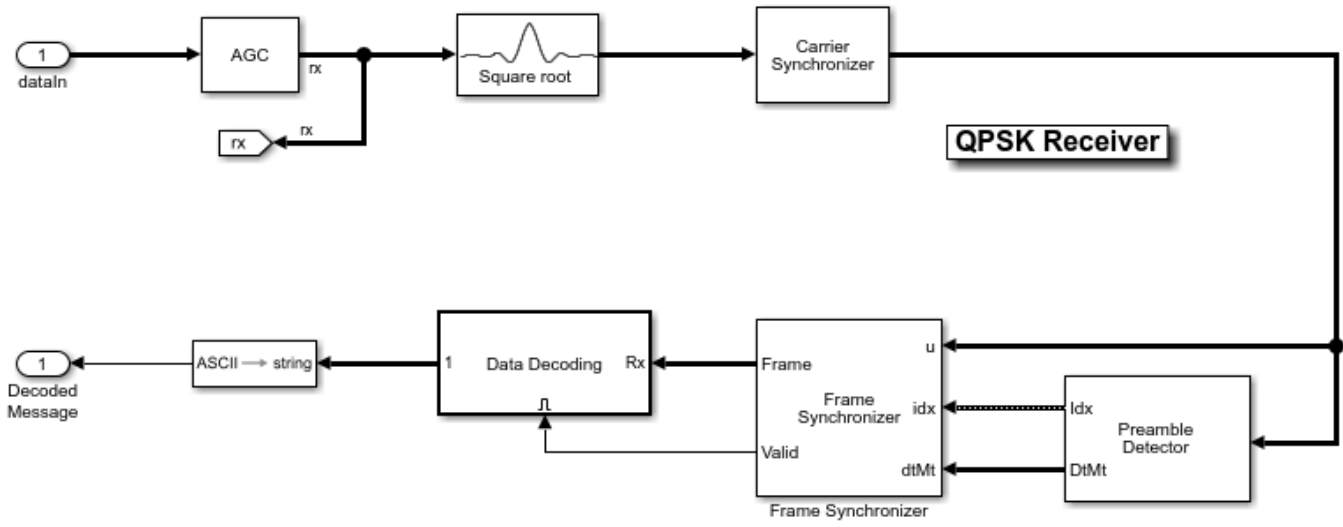 1
dataIn
AGC
rx
rx
rx
Square root
Carrier
Synchronizer
QPSK Receiver
1
Decoded
Message
ASCII
string
1
Data Decoding
Rx
Frame
Valid
Frame
Synchronizer
u
idx
dtMt
Frame Synchronizer
Idx
DtMt
Preamble
Detector